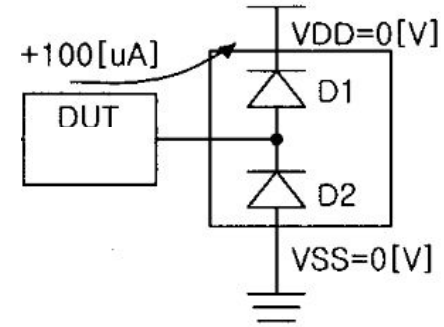 VDD=0[V]
+100[uA]
DUT
D1
D2
VSS=0[V]